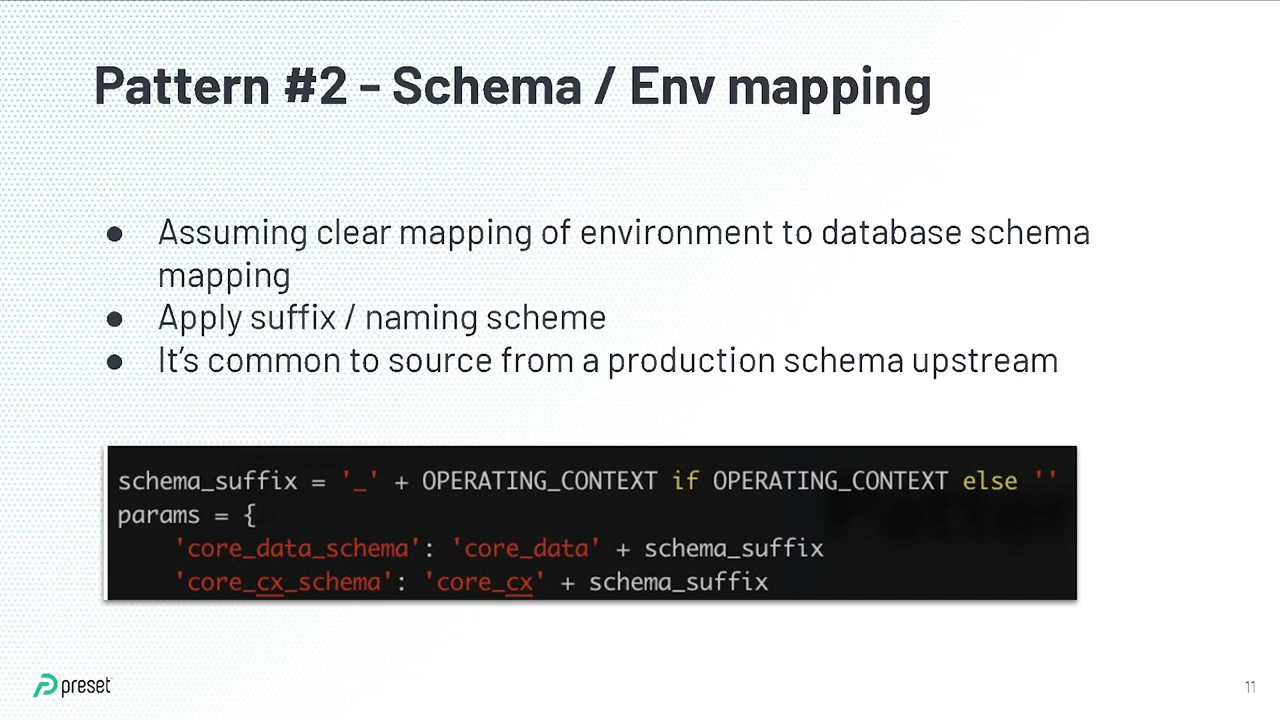 Pattern #2 - Schema / Env mapping
● Assuming clear mapping of environment to database schema
mapping
● Apply suffix / naming scheme
● It's common to source from a production schema upstream
schema_suffix = '_' + OPERATING_CONTEXT if OPERATING_CONTEXT else ''
params = {
    'core_data_schema': 'core_data' + schema_suffix
    'core_cx_schema': 'core_cx' + schema_suffix
preset
11